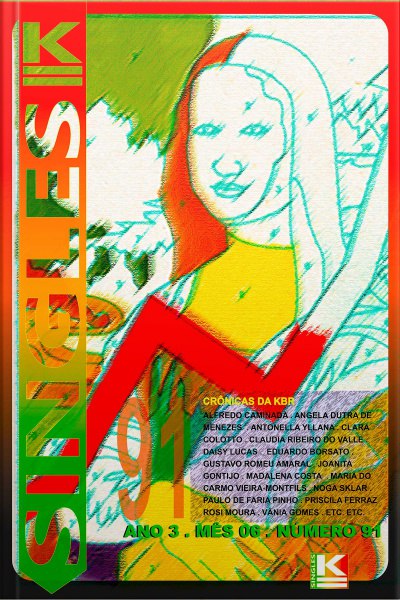 SINGLES K
91
CRÔNICAS DA KBR
ALFREDO CAMINADA . ANGELA DUTRA DE
MENEZES . ANTONELLA YLLANA . CLARA
COLOTTO . CLAUDIA RIBEIRO DO VALLE .
DAISY LUCAS . EDUARDO BORSATO .
GUSTAVO ROMEU AMARAL . JOANITA
GONTIJO . MADALENA COSTA . MARIA DO
CARMO VIEIRA-MONTFILS . NOGA SKLAR .
PAULO DE FARIA PINHO . PRISCILA FERRAZ .
ROSI MOURA . VÂNIA GOMES . ETC. ETC.
ANO 3 . MÊS 06 . NÚMERO 91
SINGLES K